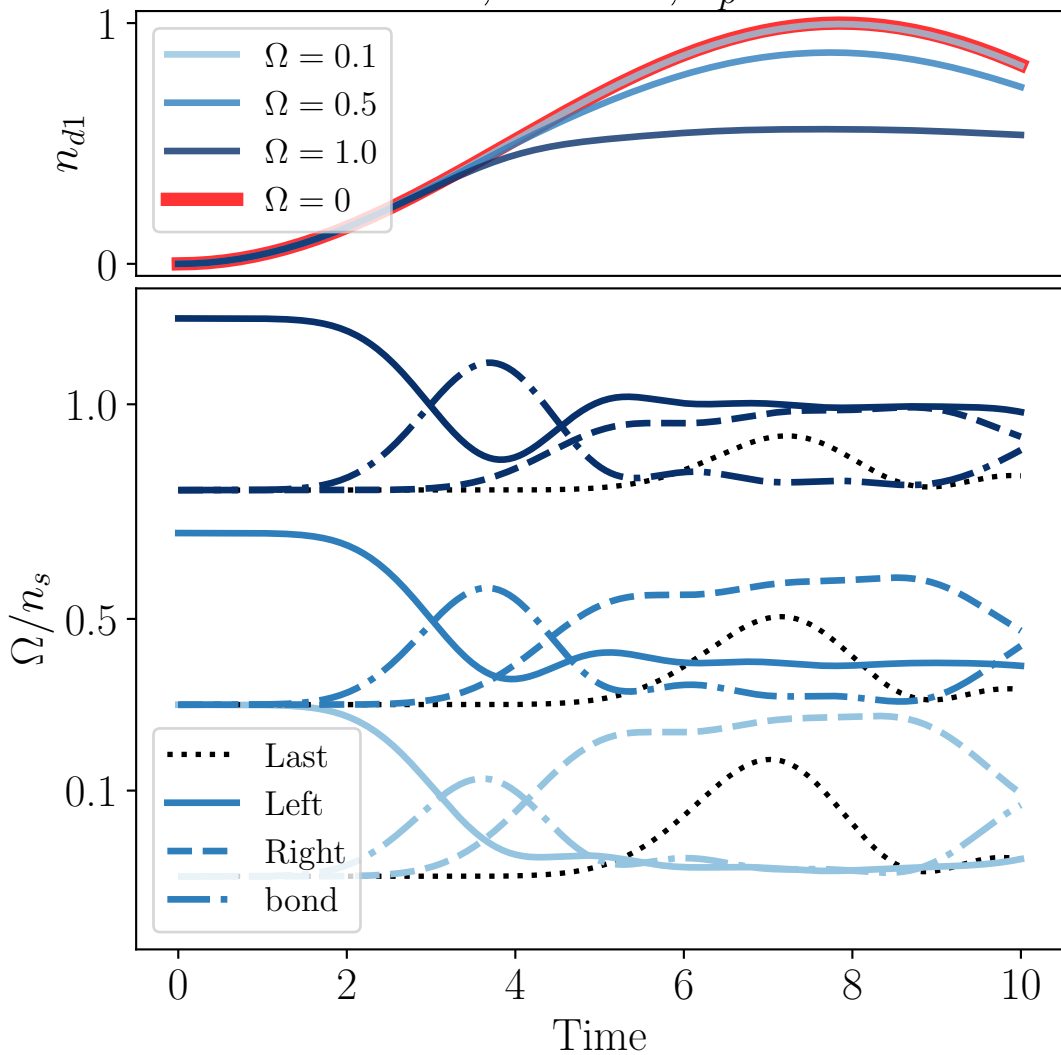 1
0
n_{d1}
Ω = 0.1
Ω = 0.5
Ω = 1.0
Ω = 0
1.0
0.5
0.1
Ω/n_s
Last
Left
Right
bond
0 2 4 6 8 10
Time